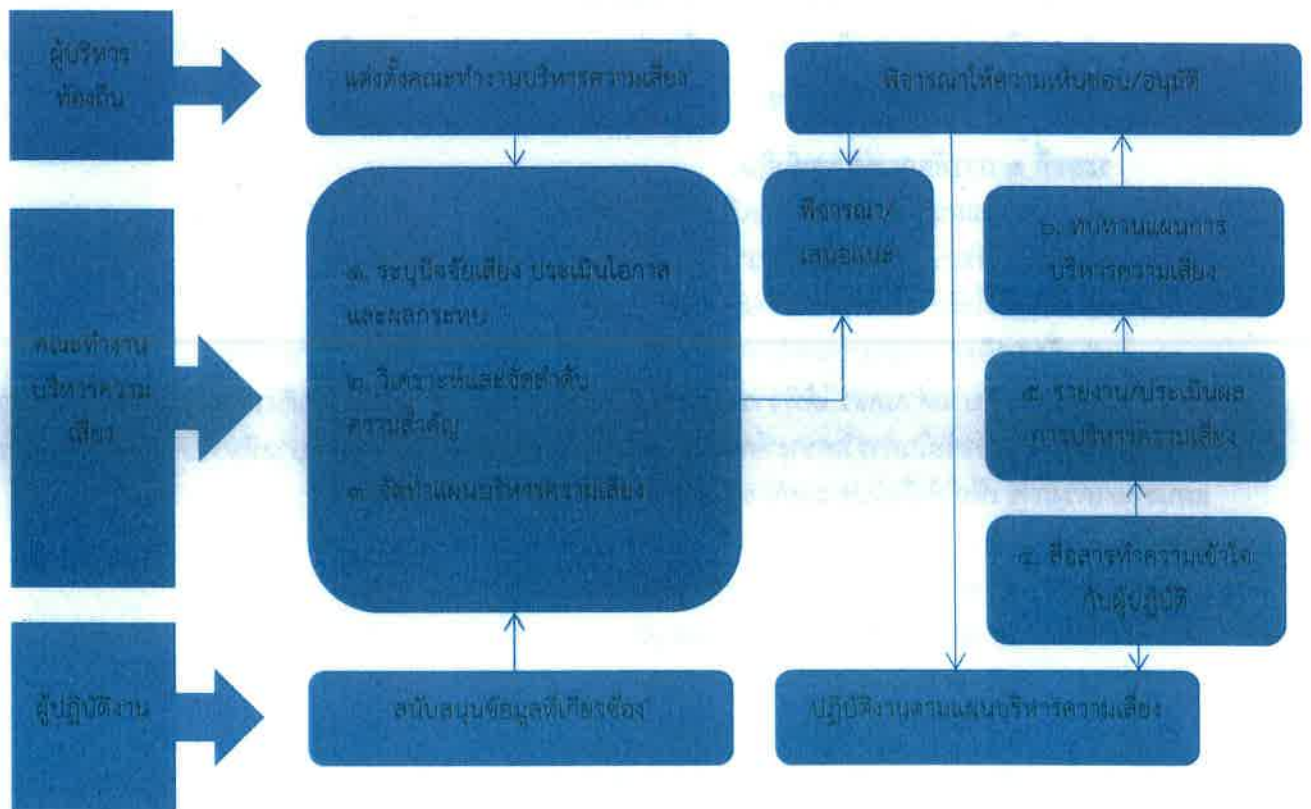 ผู้บริหาร
ท้องถิ่น
แต่งตั้งคณะทำงานบริหารความเสี่ยง
พิจารณาให้ความเห็นชอบ/อนุมัติ
คณะทำงาน
บริหารความ
เสี่ยง
๑. ระบุปัจจัยเสี่ยง ประเมินโอกาส
และผลกระทบ
๒. วิเคราะห์และจัดลำดับ
ความสำคัญ
๓. จัดทำแผนบริหารความเสี่ยง
พิจารณา/
เสนอแนะ
๖. ทบทวนแผนการ
บริหารความเสี่ยง
๕. รายงาน/ประเมินผล
การบริหารความเสี่ยง
๔. สื่อสารทำความเข้าใจ
กับผู้ปฏิบัติ
ผู้ปฏิบัติงาน
สนับสนุนข้อมูลที่เกี่ยวข้อง
ปฏิบัติงานตามแผนบริหารความเสี่ยง